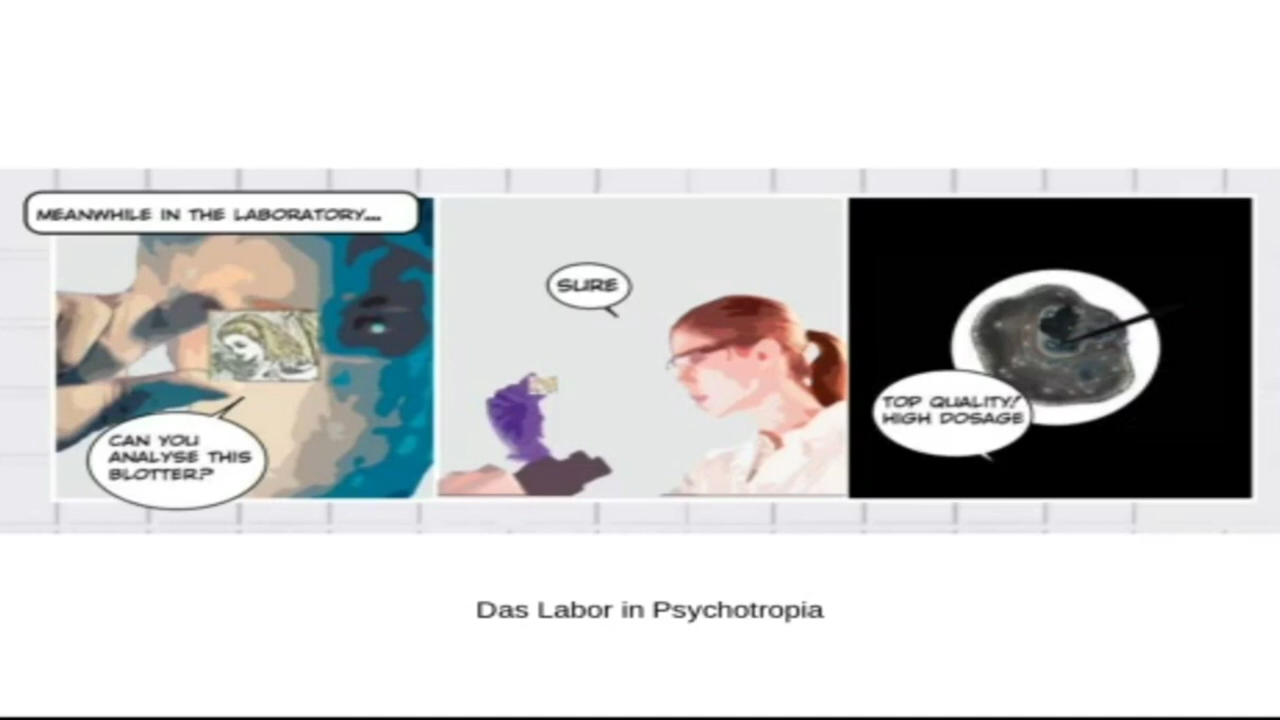 MEANWHILE IN THE LABORATORY...
CAN YOU
ANALYSE THIS
BLOTTER?
SURE
TOP QUALITY/
HIGH DOSAGE
Das Labor in Psychotropia